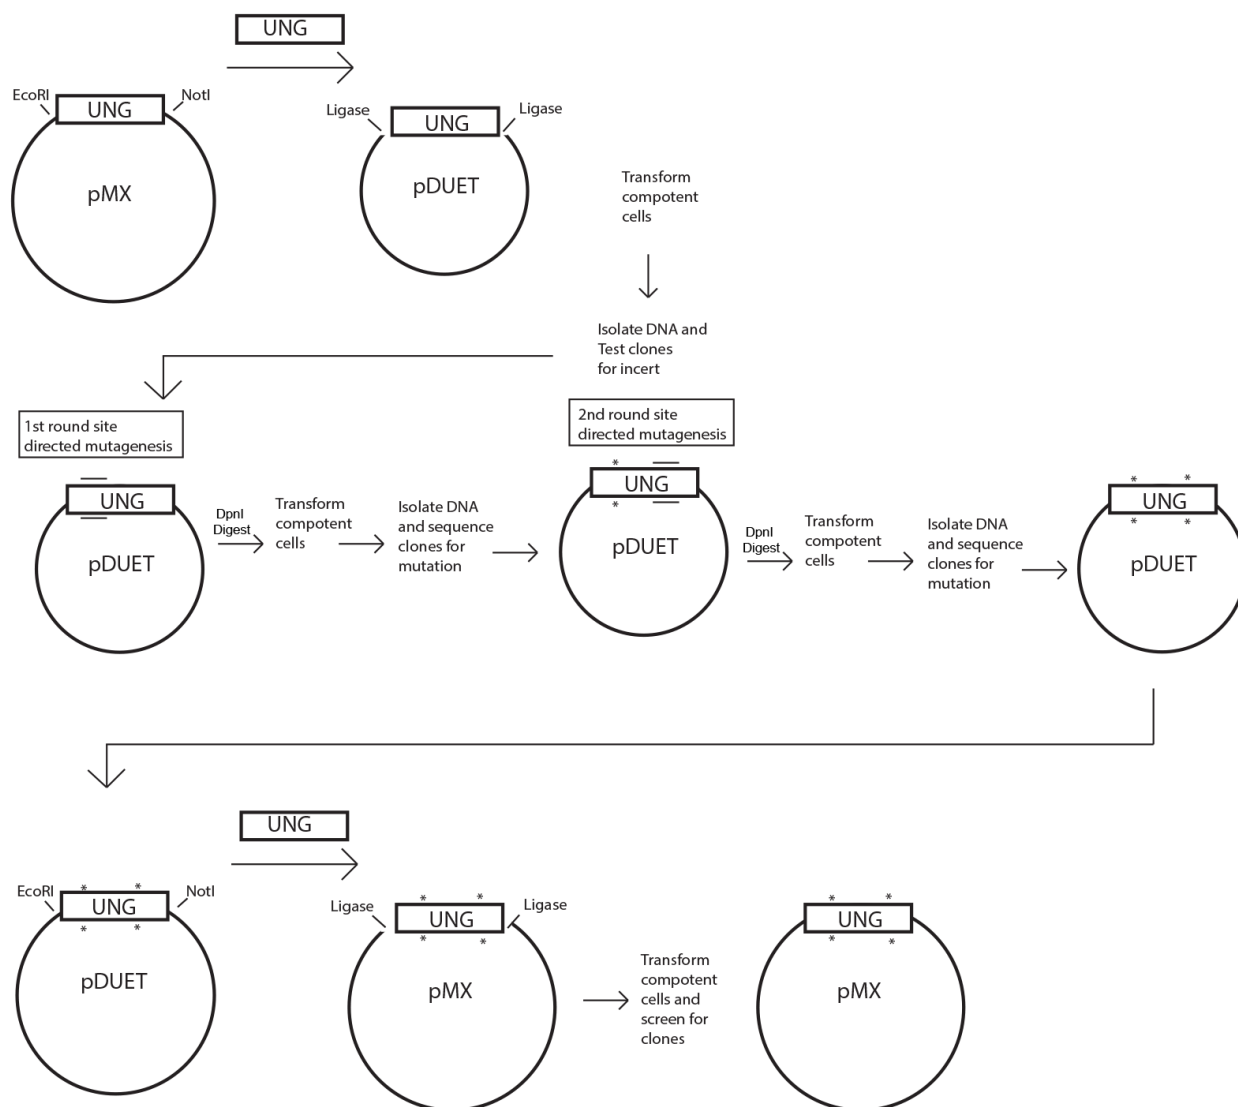 UNG
EcoRI
UNG
NotI
pMX
Ligase
UNG
Ligase
pDUET
Transform
compotent
cells
Isolate DNA and
Test clones
for incert
1st round site
directed mutagenesis
UNG
pDUET
DpnI
Digest
Transform
compotent
cells
Isolate DNA
and sequence
clones for
mutation
2nd round site
directed mutagenesis
*
UNG
*
pDUET
DpnI
Digest
Transform
compotent
cells
Isolate DNA
and sequence
clones for
mutation
* *
UNG
* *
pDUET
UNG
EcoRI
* *
UNG
* *
NotI
pDUET
Ligase
* *
UNG
* *
Ligase
pMX
Transform
compotent
cells and
screen for
clones
* *
UNG
* *
pMX